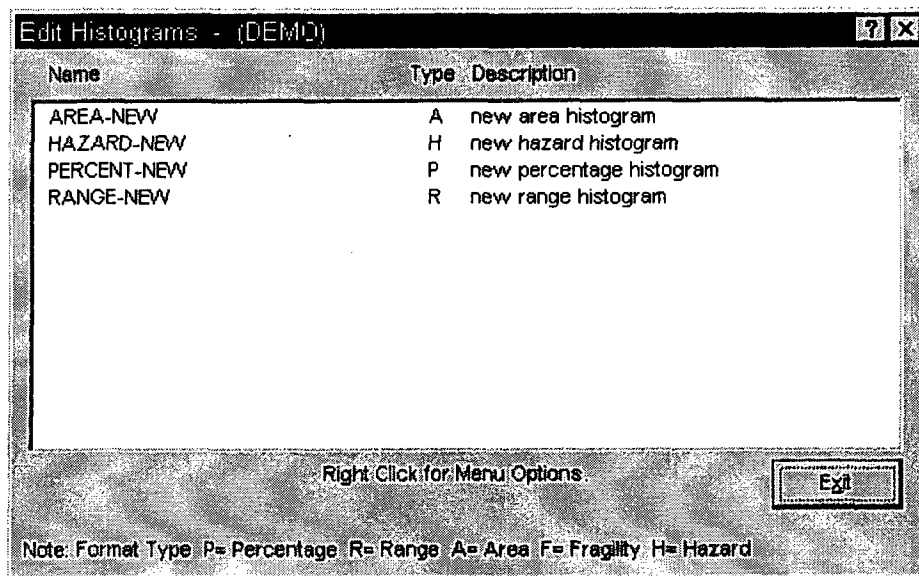 Edit Histograms - (DEMO)
Name Type Description
AREA-NEW A new area histogram
HAZARD-NEW H new hazard histogram
PERCENT-NEW P new percentage histogram
RANGE-NEW R new range histogram
Right Click for Menu Options.
Exit
Note: Format Type P= Percentage R= Range A= Area F= Fragility H= Hazard